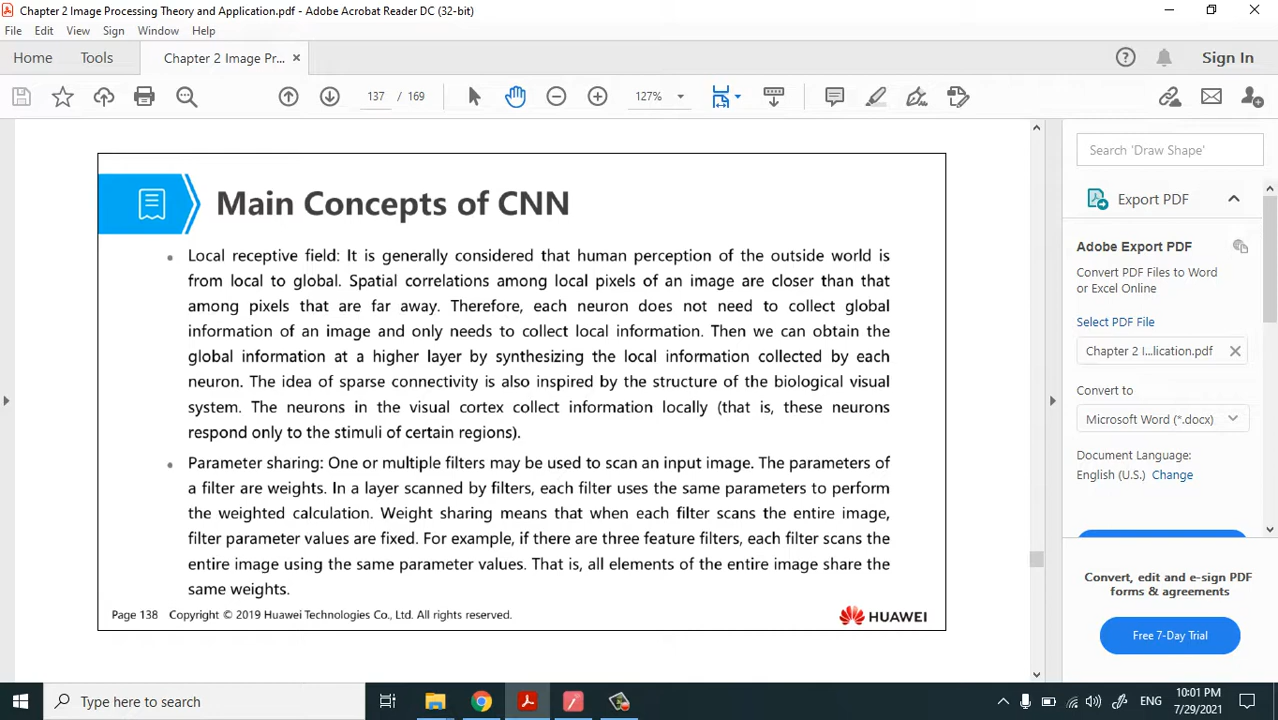 Chapter 2 Image Processing Theory and Application.pdf - Adobe Acrobat Reader DC (32-bit)
File Edit View Sign Window Help
Home Tools Chapter 2 Image Pr... × Sign In
137 / 169 127%
Main Concepts of CNN
Local receptive field: It is generally considered that human perception of the outside world is
from local to global. Spatial correlations among local pixels of an image are closer than that
among pixels that are far away. Therefore, each neuron does not need to collect global
information of an image and only needs to collect local information. Then we can obtain the
global information at a higher layer by synthesizing the local information collected by each
neuron. The idea of sparse connectivity is also inspired by the structure of the biological visual
system. The neurons in the visual cortex collect information locally (that is, these neurons
respond only to the stimuli of certain regions).
Parameter sharing: One or multiple filters may be used to scan an input image. The parameters of
a filter are weights. In a layer scanned by filters, each filter uses the same parameters to perform
the weighted calculation. Weight sharing means that when each filter scans the entire image,
filter parameter values are fixed. For example, if there are three feature filters, each filter scans the
entire image using the same parameter values. That is, all elements of the entire image share the
same weights.
Page 138 Copyright © 2019 Huawei Technologies Co., Ltd. All rights reserved.
HUAWEI
Search 'Draw Shape'
Export PDF
Adobe Export PDF
Convert PDF Files to Word
or Excel Online
Select PDF File
Chapter 2 I...lication.pdf
Convert to
Microsoft Word (*.docx)
Document Language:
English (U.S.) Change
Convert, edit and e-sign PDF
forms & agreements
Free 7-Day Trial
Type here to search
ENG
10:01 PM
7/29/2021